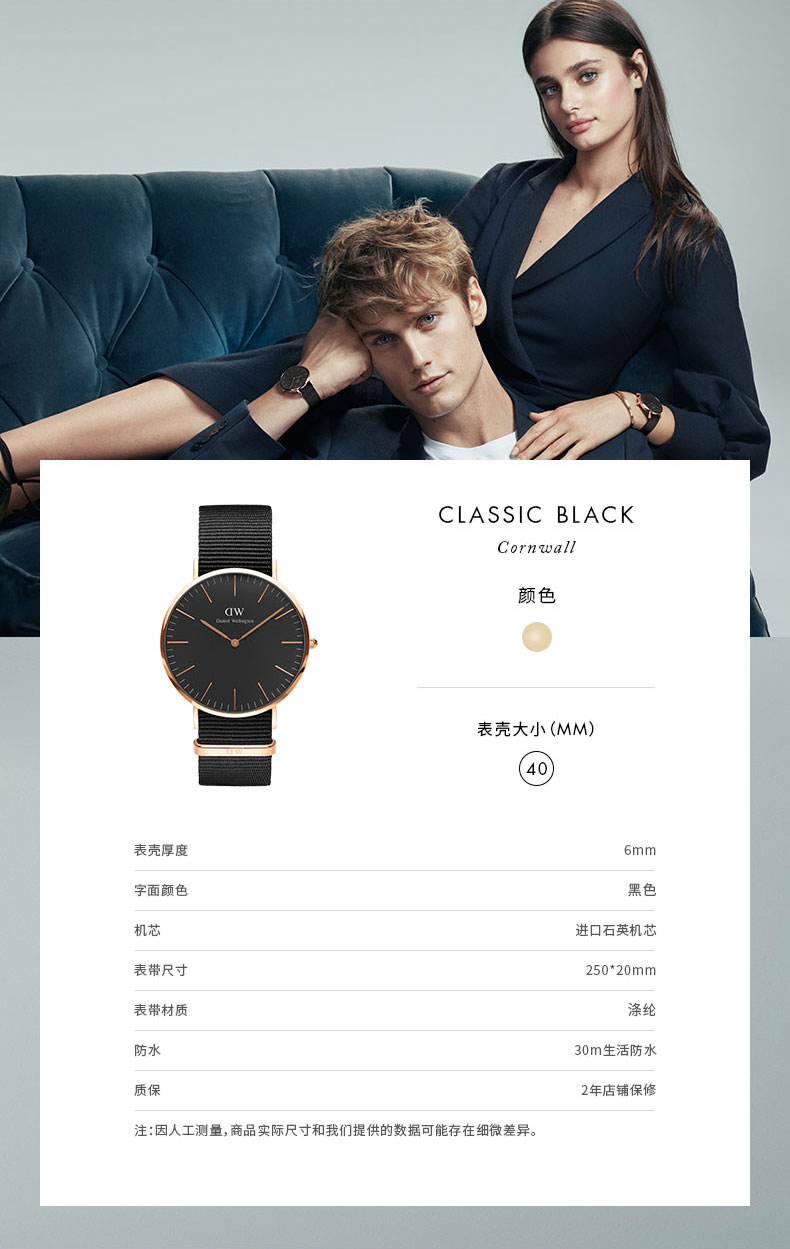 CLASSIC BLACK
Cornwall
颜色
DW
Daniel Wellington
表壳大小(MM)
40
DW
表壳厚度 6mm
字面颜色 黑色
机芯 进口石英机芯
表带尺寸 250*20mm
表带材质 涤纶
防水 30m生活防水
质保 2年店铺保修
注:因人工测量,商品实际尺寸和我们提供的数据可能存在细微差异。